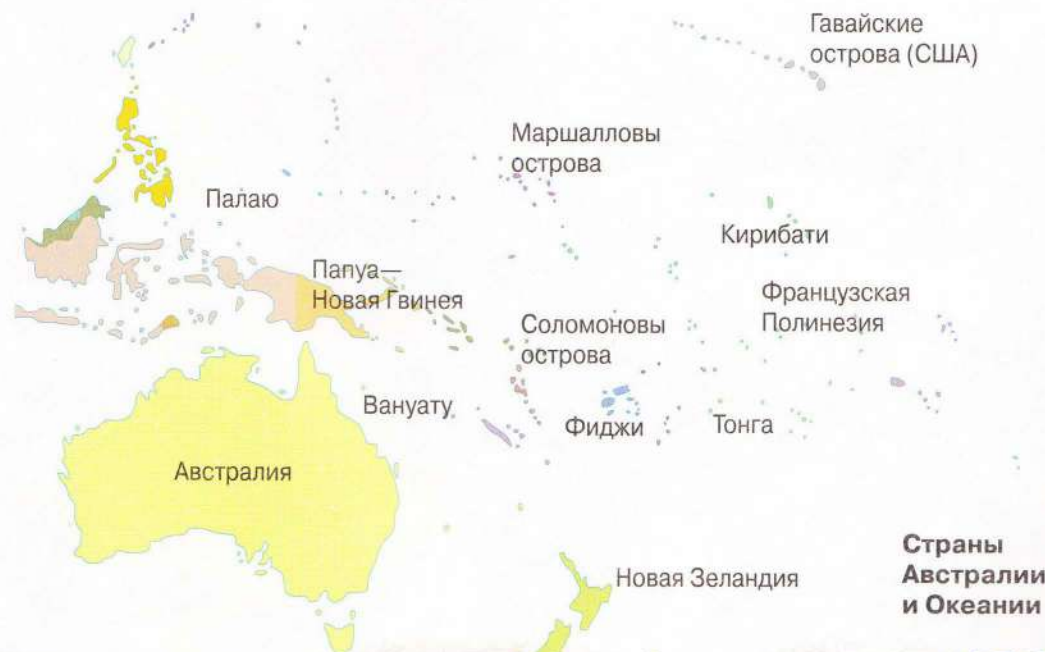 Гавайские
острова (США)
Маршалловы
острова
Палау
Кирибати
Папуа—
Новая Гвинея
Французская
Полинезия
Соломоновы
острова
Вануату
Фиджи
Тонга
Австралия
Страны
Австралии
и Океании
Новая Зеландия